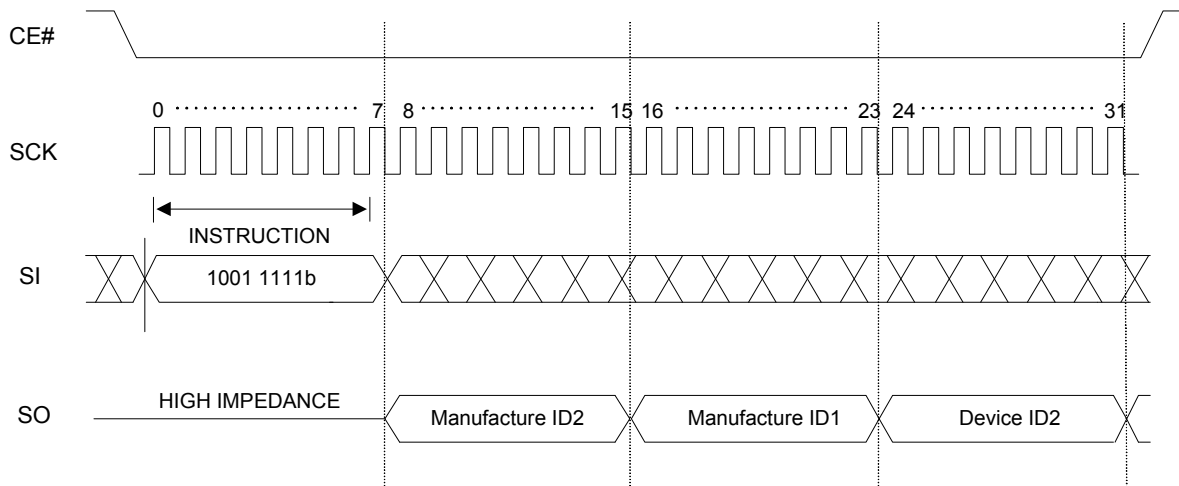 CE#
0 ........ 7 8 ........ 15 16 ........ 23 24 ........ 31
SCK
INSTRUCTION
SI 1001 1111b
HIGH IMPEDANCE
SO Manufacture ID2 Manufacture ID1 Device ID2